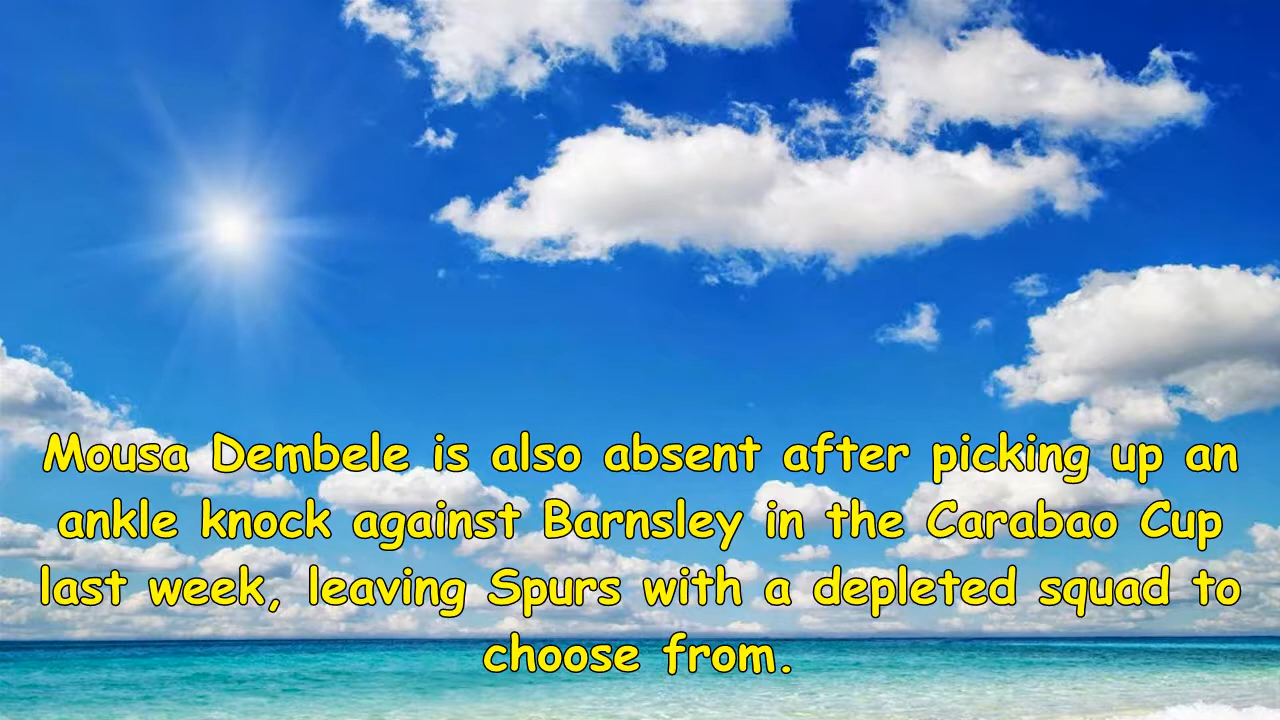 Mousa Dembele is also absent after picking up an
ankle knock against Barnsley in the Carabao Cup
last week, leaving Spurs with a depleted squad to
choose from.